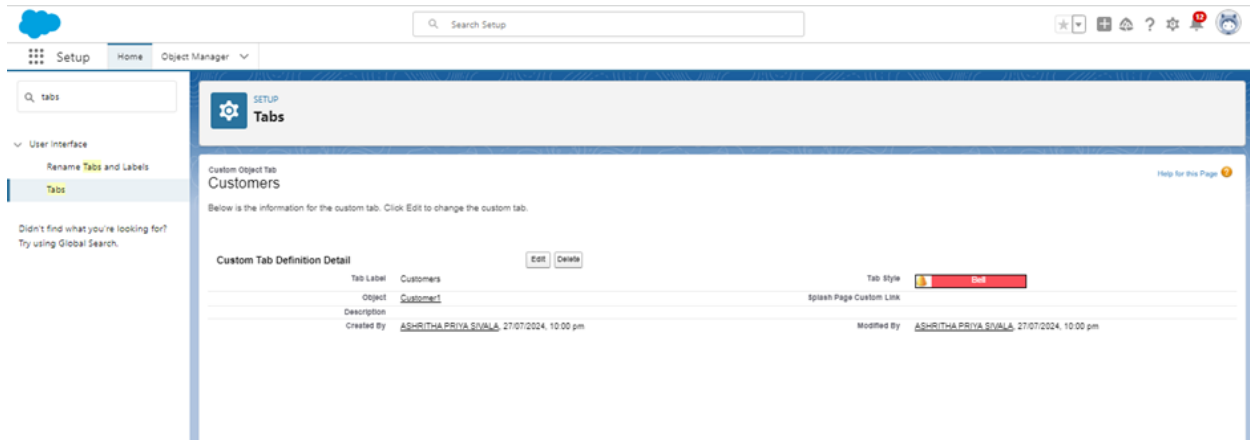 Search Setup
12
Setup Home Object Manager
tabs
SETUP
Tabs
User Interface
Rename Tabs and Labels
Tabs
Didn't find what you're looking for?
Try using Global Search.
Custom Object Tab
Customers
Help for this Page
Below is the information for the custom tab. Click Edit to change the custom tab.
Custom Tab Definition Detail Edit Delete
Tab Label Customers Tab Style Bell
Object Customer1 Splash Page Custom Link
Description
Created By ASHRITHA PRIYA SIVALA, 27/07/2024, 10:00 pm Modified By ASHRITHA PRIYA SIVALA, 27/07/2024, 10:00 pm